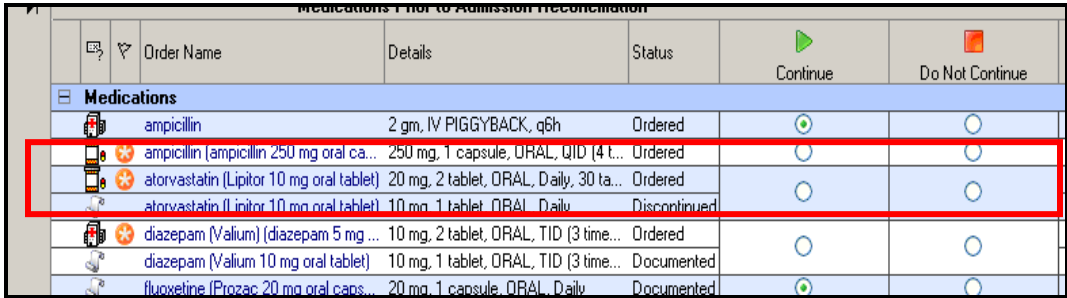 Medications Prior to Admission Reconciliation
Order Name Details Status Continue Do Not Continue
Medications
ampicillin 2 gm, IV PIGGYBACK, q6h Ordered
ampicillin (ampicillin 250 mg oral ca... 250 mg, 1 capsule, ORAL, QID (4 t... Ordered
atorvastatin (Lipitor 10 mg oral tablet) 20 mg, 2 tablet, ORAL, Daily, 30 ta... Ordered
atorvastatin (Lipitor 10 mg oral tablet) 10 mg, 1 tablet, ORAL, Daily Discontinued
diazepam (Valium) (diazepam 5 mg ... 10 mg, 2 tablet, ORAL, TID (3 time... Ordered
diazepam (Valium 10 mg oral tablet) 10 mg, 1 tablet, ORAL, TID (3 time... Documented
fluoxetine (Prozac 20 mg oral caps... 20 mg, 1 capsule, ORAL, Daily Documented